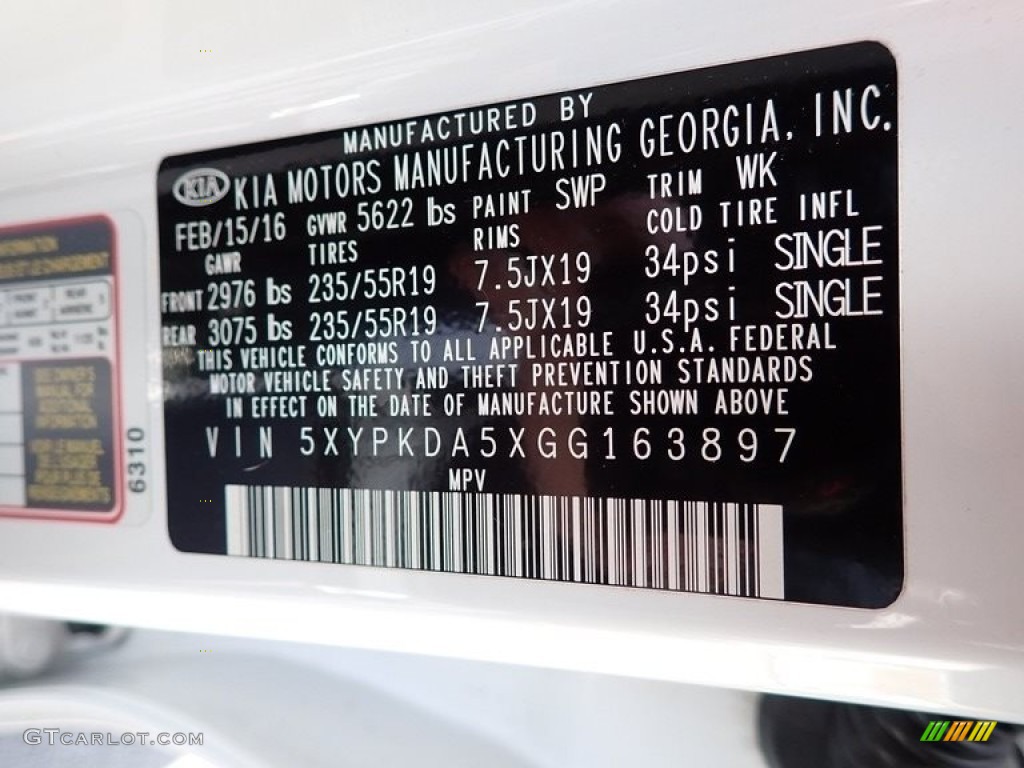 MANUFACTURED BY
KIA KIA MOTORS MANUFACTURING GEORGIA, INC.
FEB/15/16 GVWR 5622 lbs PAINT SWP TRIM WK
GAWR TIRES RIMS COLD TIRE INFL
FRONT 2976 lbs 235/55R19 7.5JX19 34psi SINGLE
REAR 3075 lbs 235/55R19 7.5JX19 34psi SINGLE
THIS VEHICLE CONFORMS TO ALL APPLICABLE U.S.A. FEDERAL
MOTOR VEHICLE SAFETY AND THEFT PREVENTION STANDARDS
IN EFFECT ON THE DATE OF MANUFACTURE SHOWN ABOVE
VIN 5XYPKDA5XGG163897
MPV
6310
GTCARLOT.COM